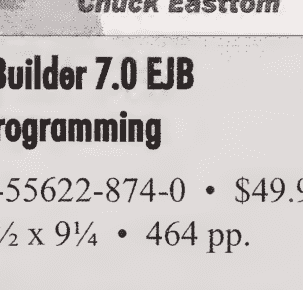 Chuck Easttom
Builder 7.0 EJB
rogramming
-55622-874-0 • $49.9
½ x 9¼ • 464 pp.